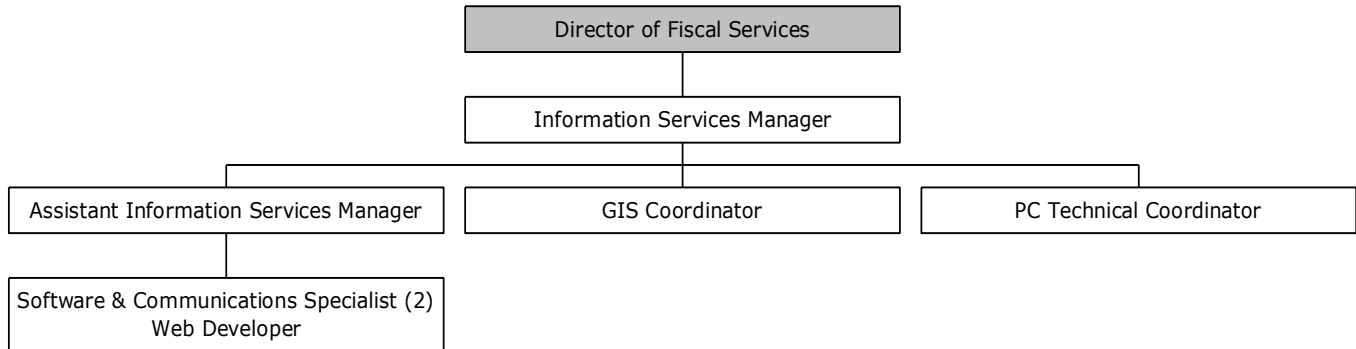 Director of Fiscal Services
Information Services Manager
Assistant Information Services Manager
GIS Coordinator
PC Technical Coordinator
Software & Communications Specialist (2)
Web Developer